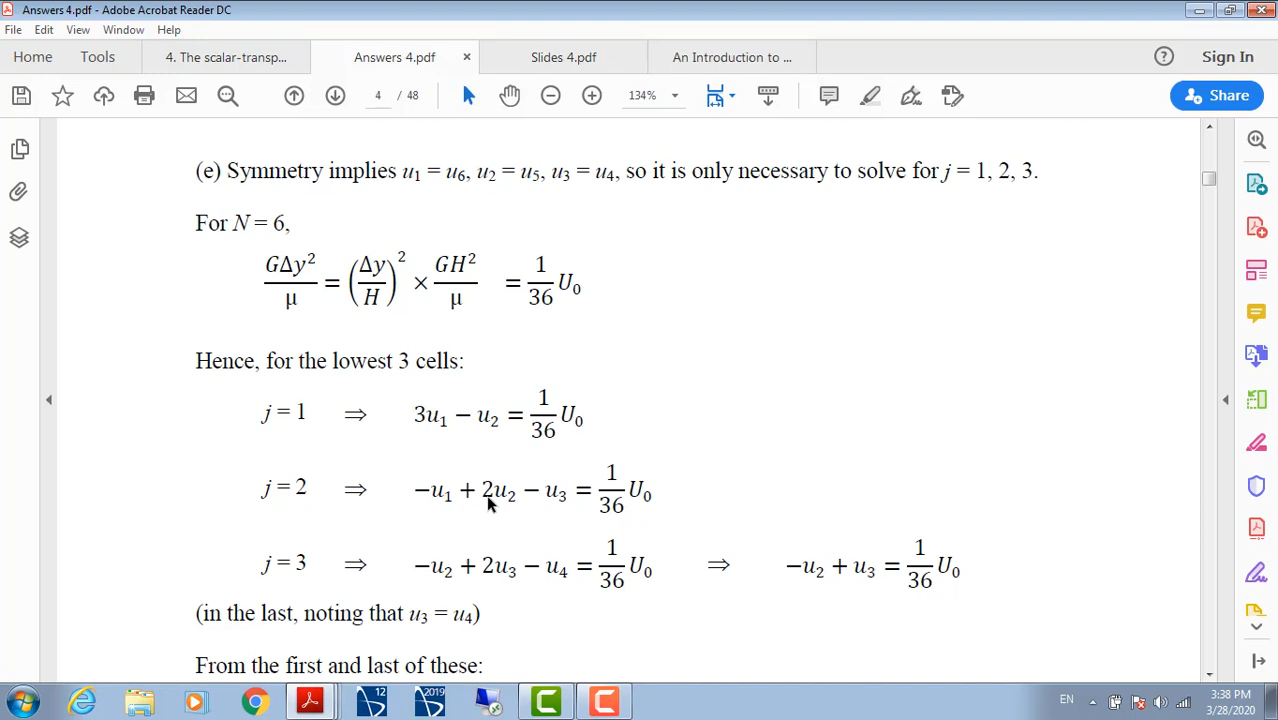 Answers 4.pdf - Adobe Acrobat Reader DC
File Edit View Window Help
Home Tools 4. The scalar-transp... Answers 4.pdf × Slides 4.pdf An Introduction to ...
4 / 48 134% Share
Sign In
(e) Symmetry implies u₁ = u₆, u₂ = u₅, u₃ = u₄, so it is only necessary to solve for j = 1, 2, 3.
For N = 6,
GΔy²/μ = (Δy/H)² × GH²/μ = 1/36 U₀
Hence, for the lowest 3 cells:
j = 1 ⇒ 3u₁ − u₂ = 1/36 U₀
j = 2 ⇒ −u₁ + 2u₂ − u₃ = 1/36 U₀
j = 3 ⇒ −u₂ + 2u₃ − u₄ = 1/36 U₀ ⇒ −u₂ + u₃ = 1/36 U₀
(in the last, noting that u₃ = u₄)
From the first and last of these:
12 2019 EN 3:38 PM
3/28/2020